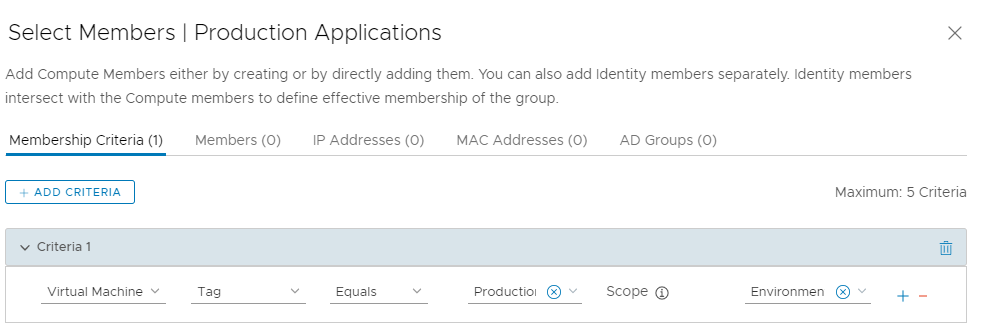 Select Members | Production Applications
Add Compute Members either by creating or by directly adding them. You can also add Identity members separately. Identity members
intersect with the Compute members to define effective membership of the group.
Membership Criteria (1) Members (0) IP Addresses (0) MAC Addresses (0) AD Groups (0)
+ ADD CRITERIA Maximum: 5 Criteria
Criteria 1
Virtual Machine Tag Equals Production Scope Environmen